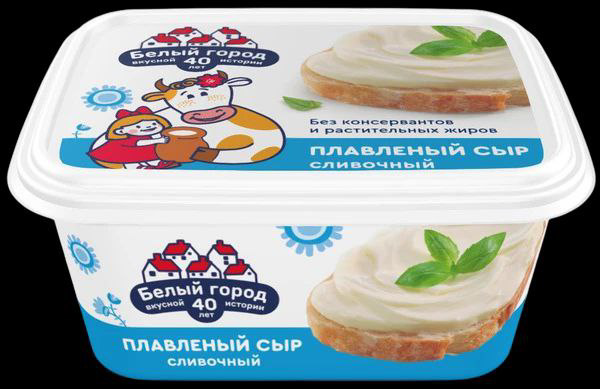 Белый город
вкусной 40 истории
лет
Без консервантов
и растительных жиров
ПЛАВЛЕНЫЙ СЫР
сливочный
Белый город
вкусной 40 истории
лет
ПЛАВЛЕНЫЙ СЫР
сливочный